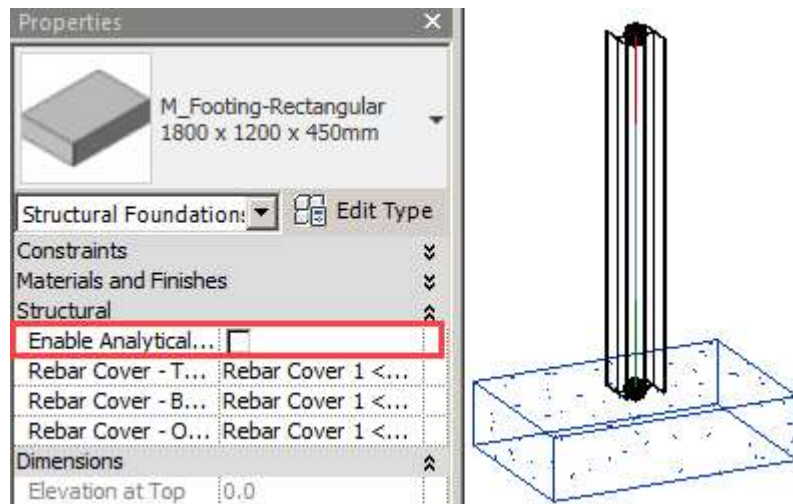 Properties
M_Footing-Rectangular
1800 x 1200 x 450mm
Structural Foundation:
Edit Type
Constraints
Materials and Finishes
Structural
Enable Analytical...
Rebar Cover - T... Rebar Cover 1 <...
Rebar Cover - B... Rebar Cover 1 <...
Rebar Cover - O... Rebar Cover 1 <...
Dimensions
Elevation at Top 0.0